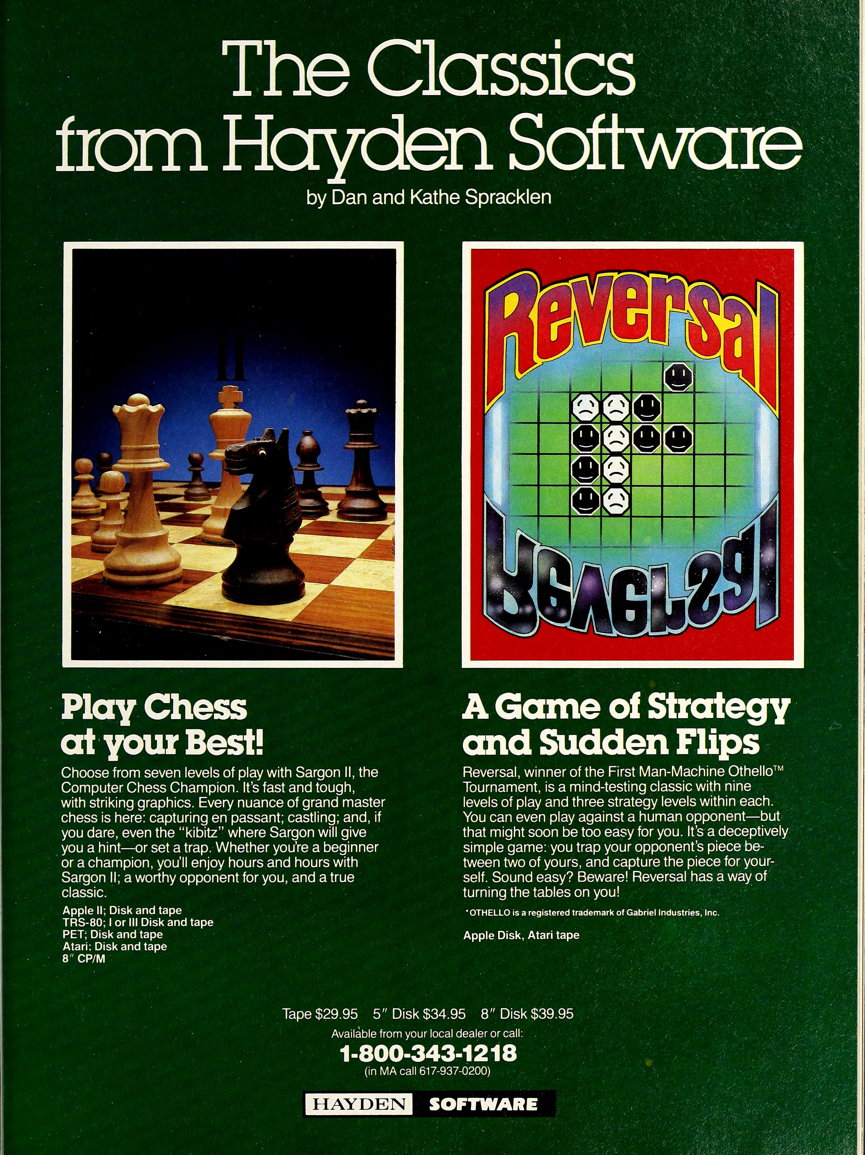 The Classics
from Hayden Software
by Dan and Kathe Spracklen
II
Reversal
Reversal
Play Chess
at your Best!
Choose from seven levels of play with Sargon II, the
Computer Chess Champion. It's fast and tough,
with striking graphics. Every nuance of grand master
chess is here: capturing en passant; castling; and, if
you dare, even the "kibitz" where Sargon will give
you a hint—or set a trap. Whether you're a beginner
or a champion, you'll enjoy hours and hours with
Sargon II; a worthy opponent for you, and a true
classic.
Apple II; Disk and tape
TRS-80; I or III Disk and tape
PET; Disk and tape
Atari: Disk and tape
8" CP/M
A Game of Strategy
and Sudden Flips
Reversal, winner of the First Man-Machine Othello™
Tournament, is a mind-testing classic with nine
levels of play and three strategy levels within each.
You can even play against a human opponent—but
that might soon be too easy for you. It's a deceptively
simple game: you trap your opponent's piece be-
tween two of yours, and capture the piece for your-
self. Sound easy? Beware! Reversal has a way of
turning the tables on you!
*OTHELLO is a registered trademark of Gabriel Industries, Inc.
Apple Disk, Atari tape
Tape $29.95 5" Disk $34.95 8" Disk $39.95
Available from your local dealer or call:
1-800-343-1218
(in MA call 617-937-0200)
HAYDEN SOFTWARE